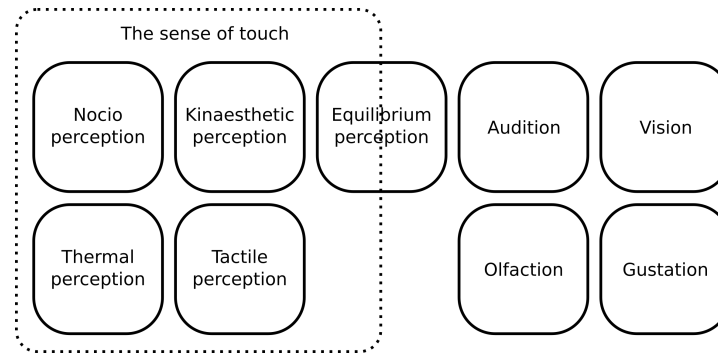 The sense of touch
Nocio
perception
Kinaesthetic
perception
Equilibrium
perception
Audition
Vision
Thermal
perception
Tactile
perception
Olfaction
Gustation